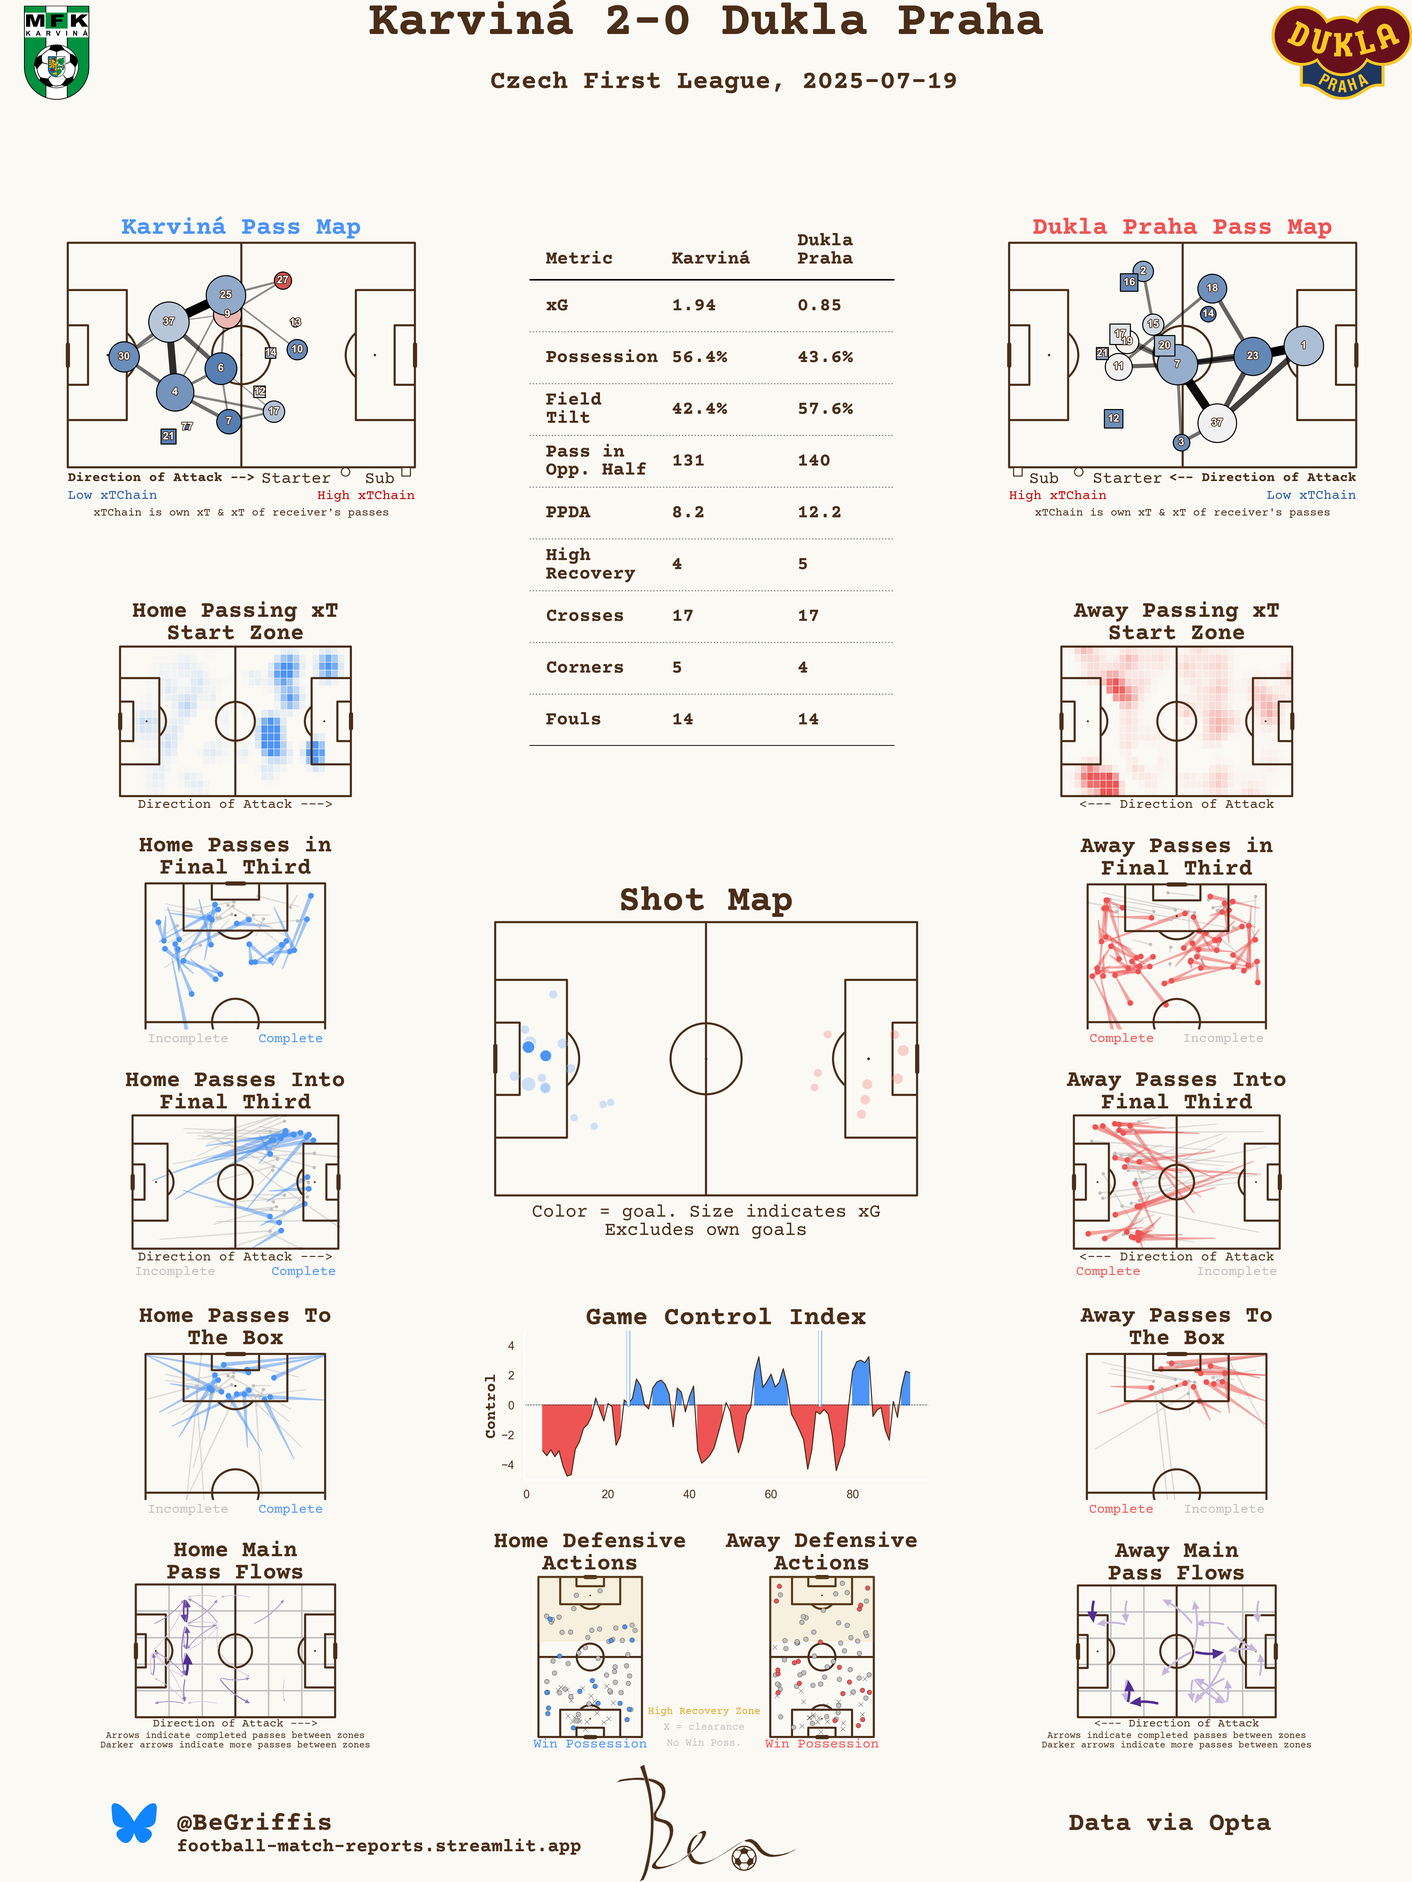 Karviná 2-0 Dukla Praha
Czech First League, 2025-07-19
MFK
KARVINÁ
DUKLA
PRAHA
Karviná Pass Map
25
27
9
37
13
30
14
10
6
4
12
17
7
77
21
Direction of Attack --> Starter Sub
Low xTChain High xTChain
xTChain is own xT & xT of receiver's passes
Metric Karviná Dukla Praha
xG 1.94 0.85
Possession 56.4% 43.6%
Field Tilt 42.4% 57.6%
Pass in Opp. Half 131 140
PPDA 8.2 12.2
High Recovery 4 5
Crosses 17 17
Corners 5 4
Fouls 14 14
Dukla Praha Pass Map
2
16
18
14
15
17
19
20
1
21
23
11
7
12
37
3
Sub Starter <-- Direction of Attack
High xTChain Low xTChain
xTChain is own xT & xT of receiver's passes
Home Passing xT
Start Zone
Direction of Attack --->
Away Passing xT
Start Zone
<--- Direction of Attack
Home Passes in
Final Third
Incomplete Complete
Away Passes in
Final Third
Complete Incomplete
Shot Map
Color = goal. Size indicates xG
Excludes own goals
Home Passes Into
Final Third
Direction of Attack --->
Incomplete Complete
Away Passes Into
Final Third
<--- Direction of Attack
Complete Incomplete
Home Passes To
The Box
Incomplete Complete
Game Control Index
Control
4
2
0
−2
−4
0 20 40 60 80
Away Passes To
The Box
Complete Incomplete
Home Main
Pass Flows
Direction of Attack --->
Arrows indicate completed passes between zones
Darker arrows indicate more passes between zones
Home Defensive
Actions
Win Possession
Away Defensive
Actions
Win Possession
High Recovery Zone
X = clearance
No Win Poss.
Away Main
Pass Flows
<--- Direction of Attack
Arrows indicate completed passes between zones
Darker arrows indicate more passes between zones
@BeGriffis
football-match-reports.streamlit.app
Ben
Data via Opta